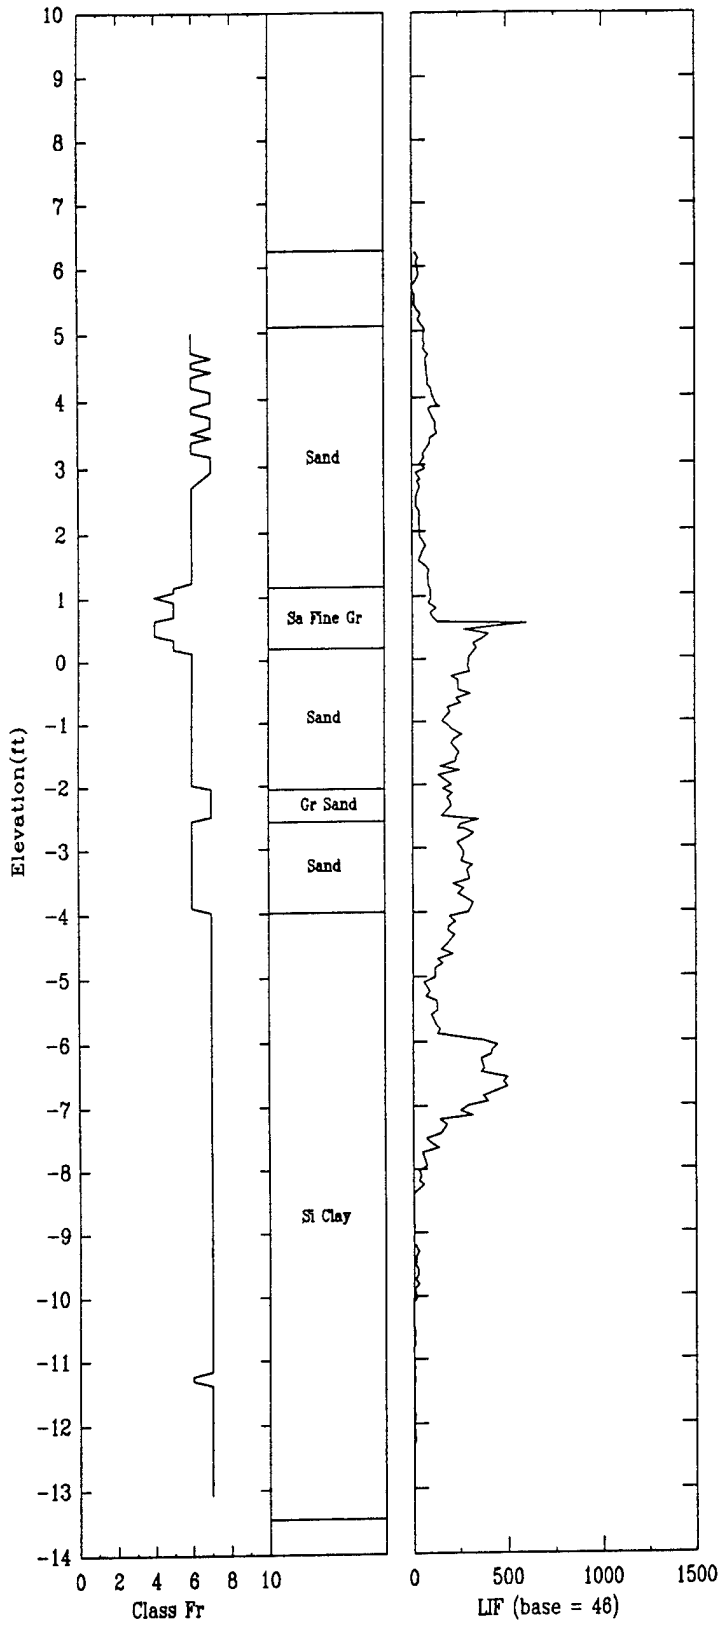 10
9
8
7
6
5
4
3
2
1
0
-1
-2
-3
-4
-5
-6
-7
-8
-9
-10
-11
-12
-13
-14
Elevation(ft)
Sand
Sa Fine Gr
Sand
Gr Sand
Sand
Si Clay
0 2 4 6 8 10
Class Fr
0 500 1000 1500
LIF (base = 46)